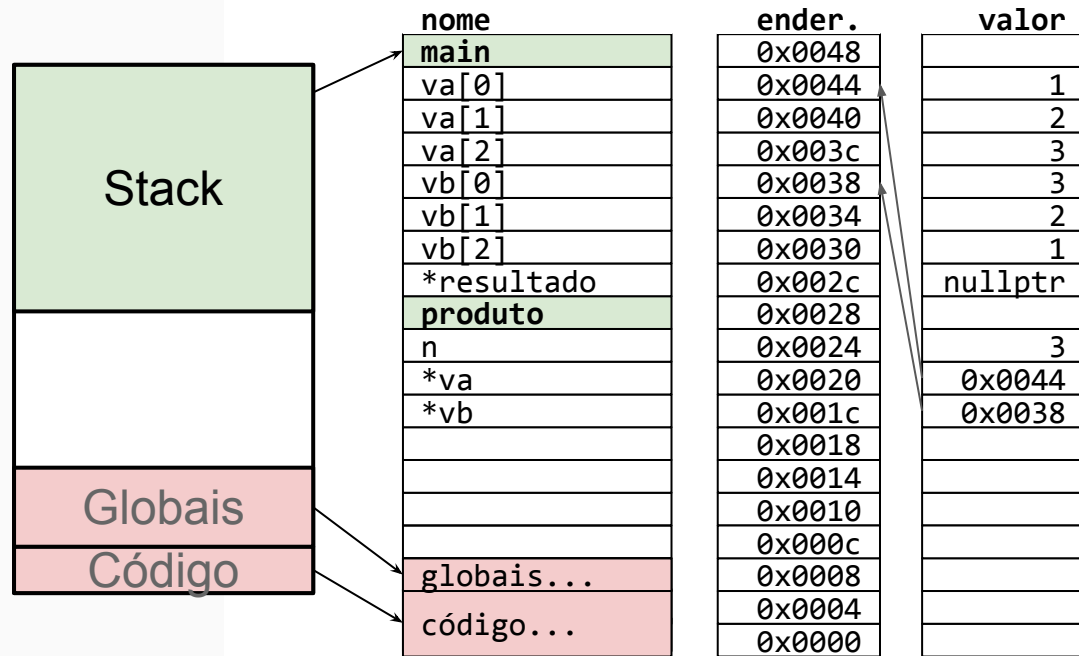 nome ender. valor
main 0x0048
va[0] 0x0044 1
va[1] 0x0040 2
va[2] 0x003c 3
vb[0] 0x0038 3
vb[1] 0x0034 2
vb[2] 0x0030 1
*resultado 0x002c nullptr
produto 0x0028
n 0x0024 3
*va 0x0020 0x0044
*vb 0x001c 0x0038
0x0018
0x0014
0x0010
0x000c
globais... 0x0008
código... 0x0004
0x0000
Stack
Globais
Código